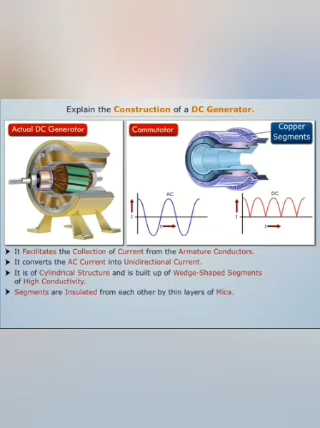 Explain the Construction of a DC Generator.
Actual DC Generator
Commutator
Copper
Segments
AC
DC
I
t
I
t
It Facilitates the Collection of Current from the Armature Conductors.
It converts the AC Current into Unidirectional Current.
It is of Cylindrical Structure and is built up of Wedge-Shaped Segments
of High Conductivity.
Segments are Insulated from each other by thin layers of Mica.